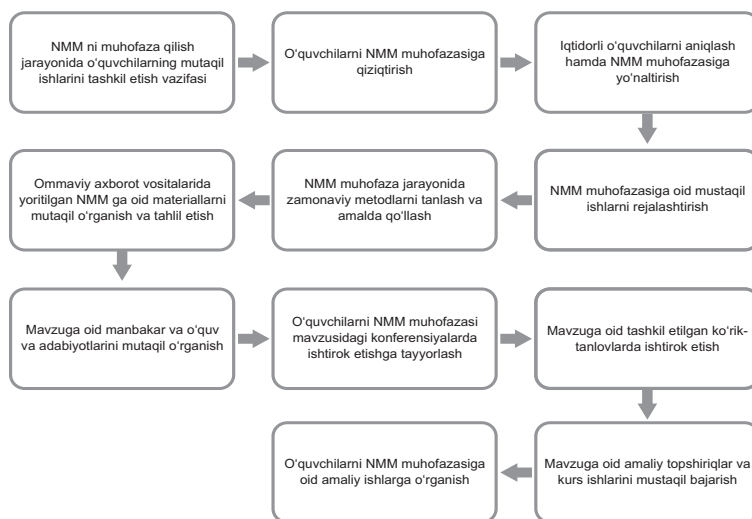 NMM ni muhofaza qilish
jarayonida o‘quvchilarning mutaqil
ishlarini tashkil etish vazifasi
O‘quvchilarni NMM muhofazasiga
qiziqtirish
Iqtidorli o‘quvchilarni aniqlash
hamda NMM muhofazasiga
yo‘naltirish
NMM muhofazasiga oid mustaqil
ishlarni rejalashtirish
NMM muhofaza jarayonida
zamonaviy metodlarni tanlash va
amalda qo‘llash
Ommaviy axborot vositalarida
yoritilgan NMM ga oid materiallarni
mutaqil o‘rganish va tahlil etish
Mavzuga oid manbakar va o‘quv
va adabiyotlarini mutaqil o‘rganish
O‘quvchilarni NMM muhofazasi
mavzusidagi konferensiyalarda
ishtirok etishga tayyorlash
Mavzuga oid tashkil etilgan ko‘rik-
tanlovlarda ishtirok etish
Mavzuga oid amaliy topshiriqlar va
kurs ishlarini mustaqil bajarish
O‘quvchilarni NMM muhofazasiga
oid amaliy ishlarga o‘rganish